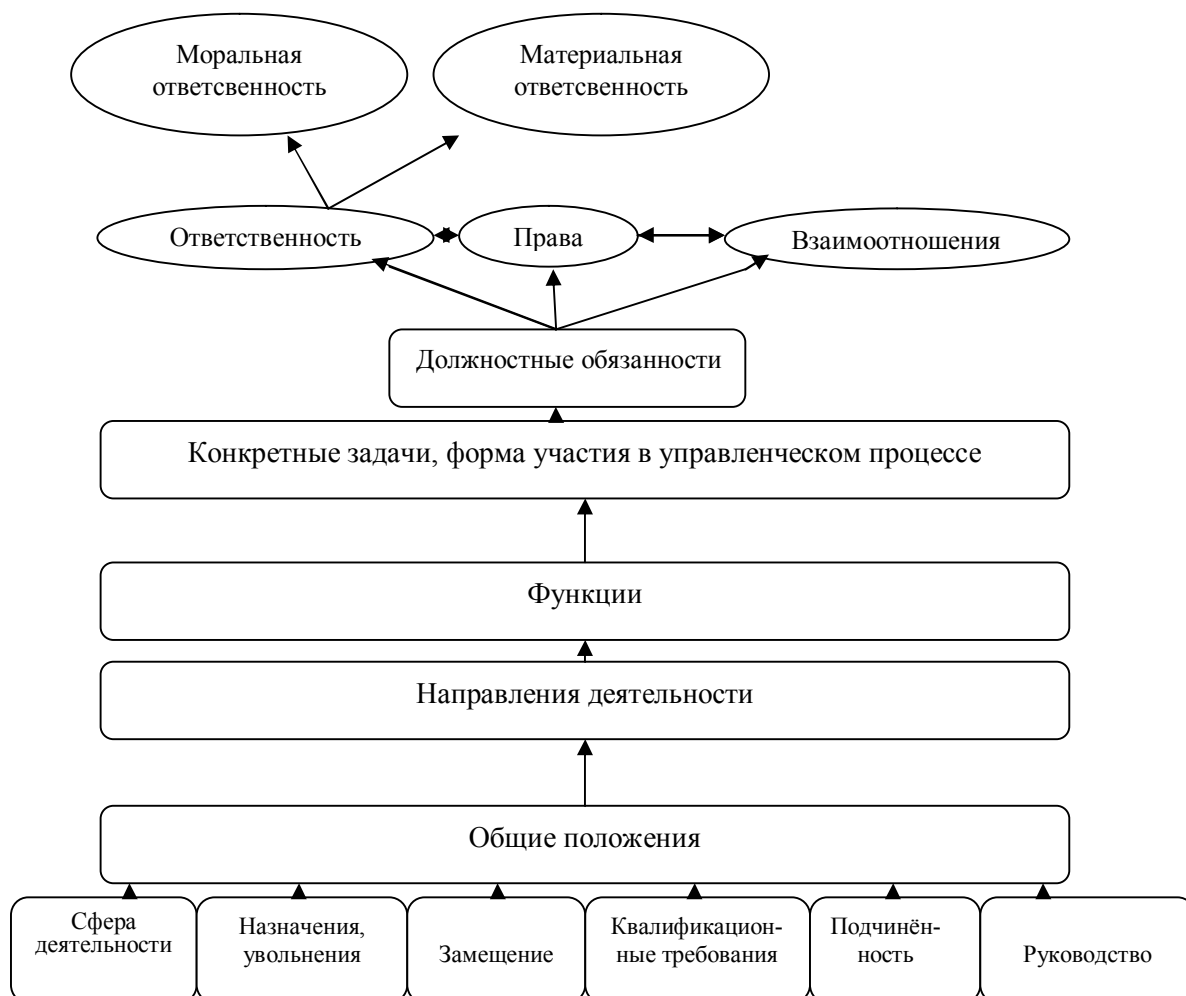 Моральная
ответсвенность
Материальная
ответсвенность
Ответственность
Права
Взаимоотношения
Должностные обязанности
Конкретные задачи, форма участия в управленческом процессе
Функции
Направления деятельности
Общие положения
Сфера
деятельности
Назначения,
увольнения
Замещение
Квалификацион-
ные требования
Подчинён-
ность
Руководство